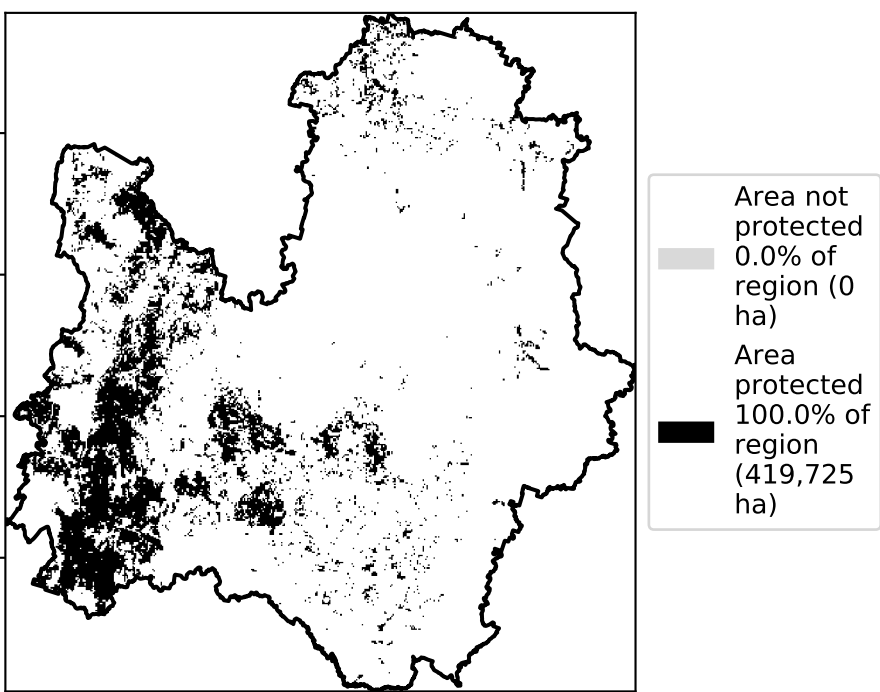 Area not
protected
0.0% of
region (0
ha)
Area
protected
100.0% of
region
(419,725
ha)